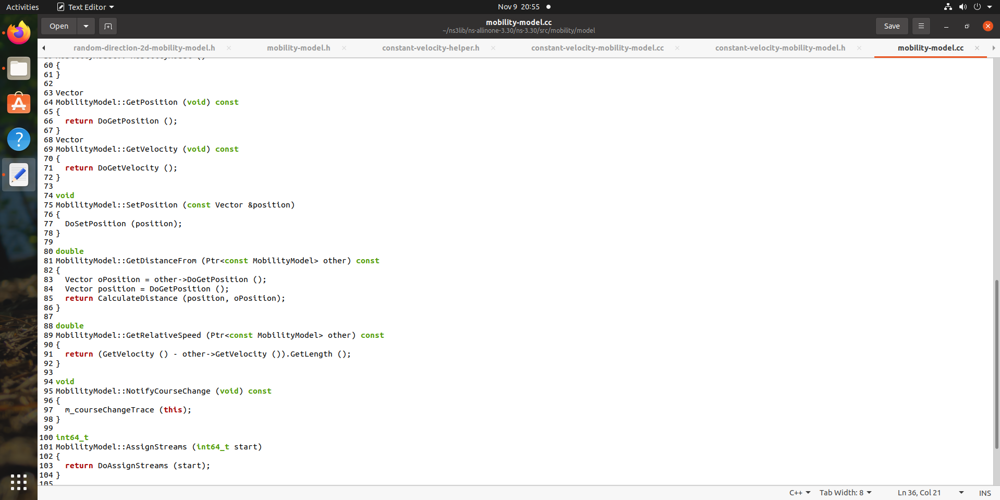 Activities
Text Editor
Nov 9 20:55
Open
mobility-model.cc
~/ns3lib/ns-allinone-3.30/ns-3.30/src/mobility/model
Save
random-direction-2d-mobility-model.h
mobility-model.h
constant-velocity-helper.h
constant-velocity-mobility-model.cc
constant-velocity-mobility-model.h
mobility-model.cc
60 {
61 }
62
63 Vector
64 MobilityModel::GetPosition (void) const
65 {
66   return DoGetPosition ();
67 }
68 Vector
69 MobilityModel::GetVelocity (void) const
70 {
71   return DoGetVelocity ();
72 }
73
74 void
75 MobilityModel::SetPosition (const Vector &position)
76 {
77   DoSetPosition (position);
78 }
79
80 double
81 MobilityModel::GetDistanceFrom (Ptr<const MobilityModel> other) const
82 {
83   Vector oPosition = other->DoGetPosition ();
84   Vector position = DoGetPosition ();
85   return CalculateDistance (position, oPosition);
86 }
87
88 double
89 MobilityModel::GetRelativeSpeed (Ptr<const MobilityModel> other) const
90 {
91   return (GetVelocity () - other->GetVelocity ()).GetLength ();
92 }
93
94 void
95 MobilityModel::NotifyCourseChange (void) const
96 {
97   m_courseChangeTrace (this);
98 }
99
100 int64_t
101 MobilityModel::AssignStreams (int64_t start)
102 {
103   return DoAssignStreams (start);
104 }
105
C++
Tab Width: 8
Ln 36, Col 21
INS